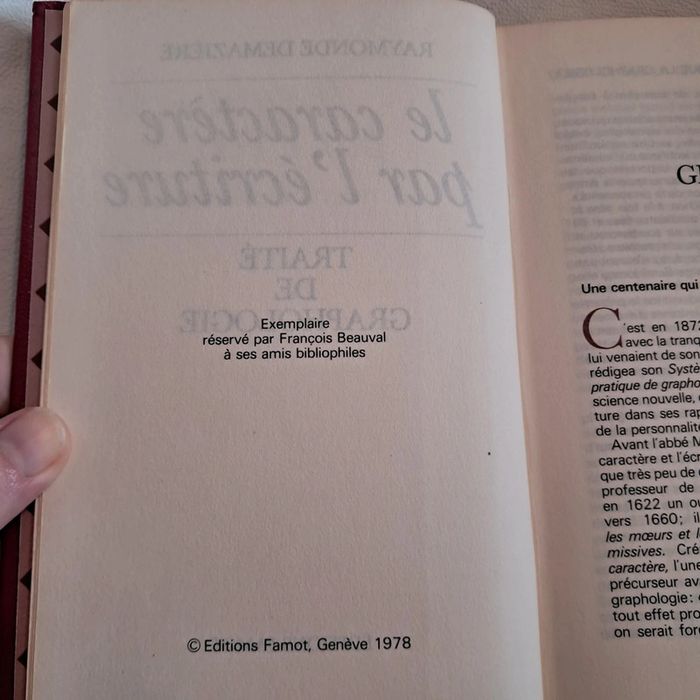 RAYMONDE DEMAZIÈRE
le caractère
par l'écriture
TRAITÉ
DE
GRAPHOLOGIE
Exemplaire
réservé par François Beauval
à ses amis bibliophiles
© Editions Famot, Genève 1978
Une centenaire qui
C'est en 187
avec la tranq
lui venaient de son
rédigea son Systè
pratique de grapho
science nouvelle,
ture dans ses rap
de la personnalité
Avant l'abbé M
caractère et l'écr
que très peu de
professeur de
en 1622 un ou
vers 1660; il
les mœurs et l
missives. Cré
caractère, l'une
précurseur av
graphologie:
tout effet pro
on serait forc